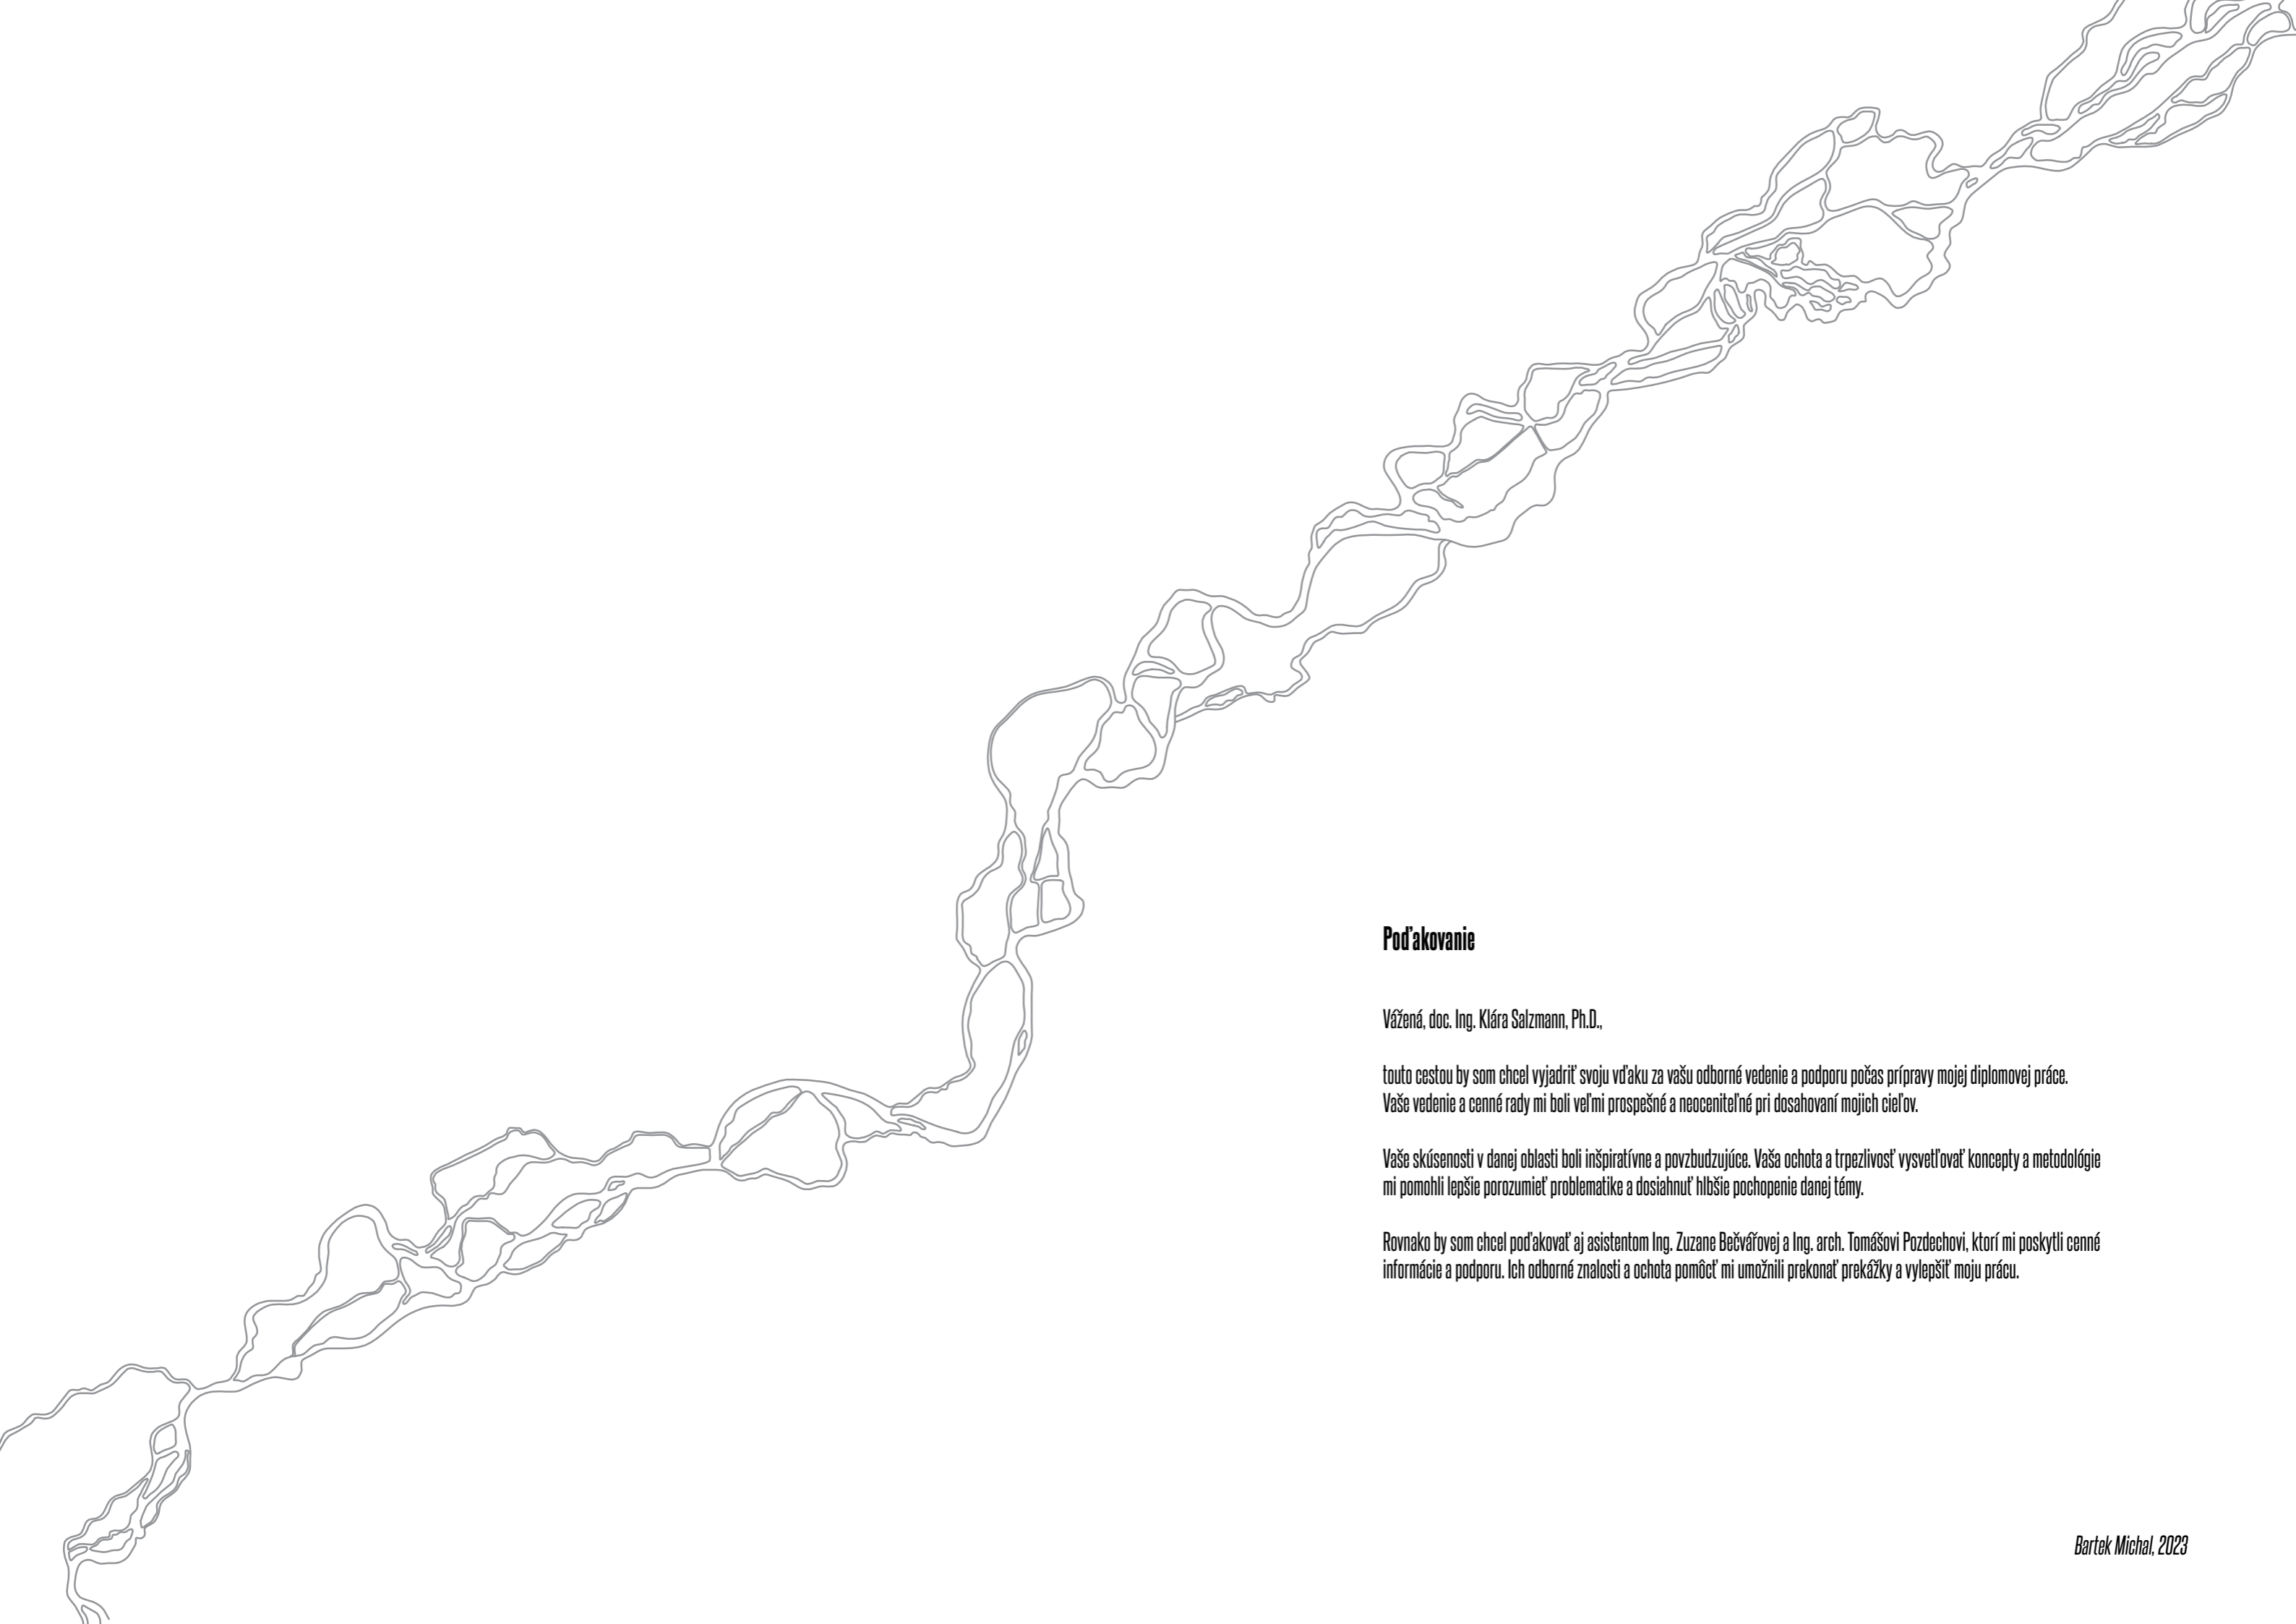 Poďakovanie
Vážená, doc. Ing. Klára Salzmann, Ph.D.,
touto cestou by som chcel vyjadriť svoju vďaku za vašu odborné vedenie a podporu počas prípravy mojej diplomovej práce.
Vaše vedenie a cenné rady mi boli veľmi prospešné a neoceniteľné pri dosahovaní mojich cieľov.
Vaše skúsenosti v danej oblasti boli inšpiratívne a povzbudzujúce. Vaša ochota a trpezlivosť vysvetľovať koncepty a metodológie
mi pomohli lepšie porozumieť problematike a dosiahnuť hlbšie pochopenie danej témy.
Rovnako by som chcel poďakovať aj asistentom Ing. Zuzane Bečvářovej a Ing. arch. Tomášovi Pozdechovi, ktorí mi poskytli cenné
informácie a podporu. Ich odborné znalosti a ochota pomôcť mi umožnili prekonať prekážky a vylepšiť moju prácu.
Bartek Michal, 2023